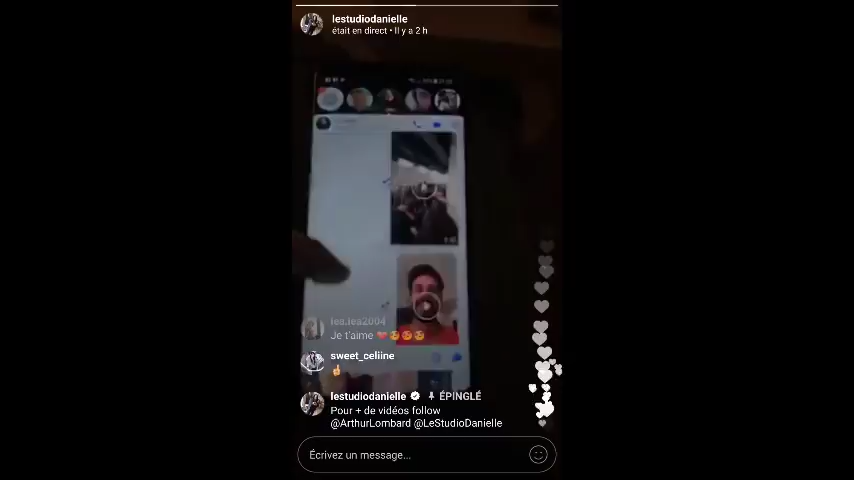 lestudiodanielle
était en direct • Il y a 2 h
lea.lea2004
Je t'aime 💝🥰🥰🥰
sweet_celiine
☝
lestudiodanielle ÉPINGLÉ
Pour + de vidéos follow
@ArthurLombard @LeStudioDanielle
Écrivez un message...